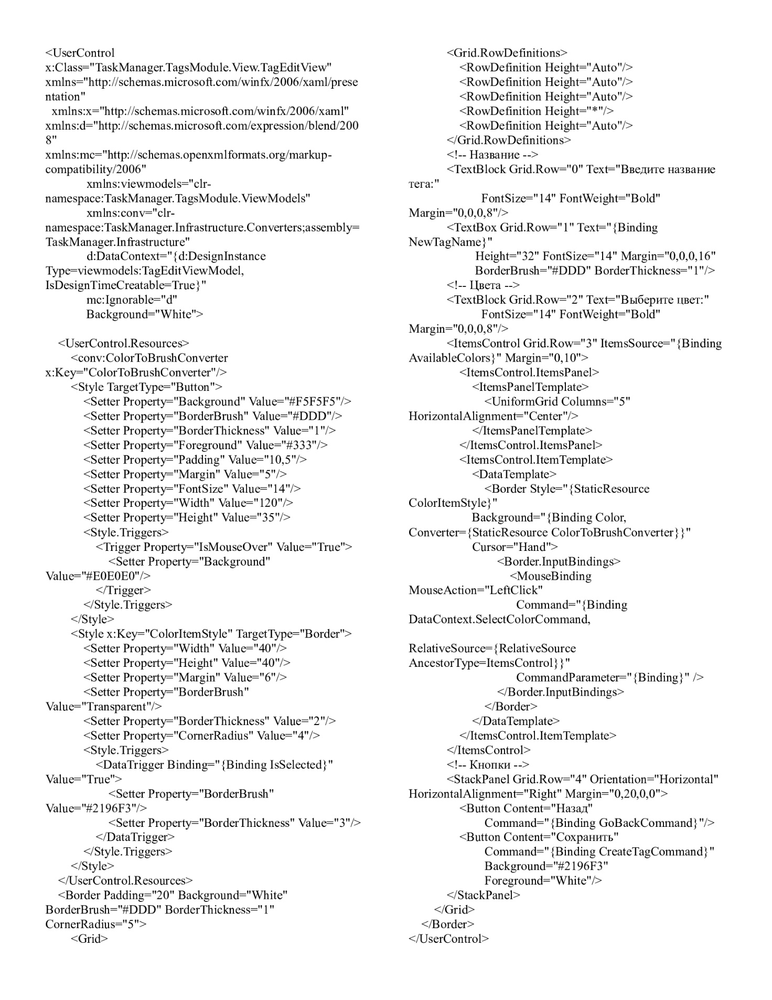 <UserControl
x:Class="TaskManager.TagsModule.View.TagEditView"
xmlns="http://schemas.microsoft.com/winfx/2006/xaml/prese
ntation"
xmlns:x="http://schemas.microsoft.com/winfx/2006/xaml"
xmlns:d="http://schemas.microsoft.com/expression/blend/200
8"
xmlns:mc="http://schemas.openxmlformats.org/markup-
compatibility/2006"
xmlns:viewmodels="clr-
namespace:TaskManager.TagsModule.ViewModels"
xmlns:conv="clr-
namespace:TaskManager.Infrastructure.Converters;assembly=
TaskManager.Infrastructure"
d:DataContext="{d:DesignInstance
Type=viewmodels:TagEditViewModel,
IsDesignTimeCreatable=True}"
mc:Ignorable="d"
Background="White">
<UserControl.Resources>
<conv:ColorToBrushConverter
x:Key="ColorToBrushConverter"/>
<Style TargetType="Button">
<Setter Property="Background" Value="#F5F5F5"/>
<Setter Property="BorderBrush" Value="#DDD"/>
<Setter Property="BorderThickness" Value="1"/>
<Setter Property="Foreground" Value="#333"/>
<Setter Property="Padding" Value="10,5"/>
<Setter Property="Margin" Value="5"/>
<Setter Property="FontSize" Value="14"/>
<Setter Property="Width" Value="120"/>
<Setter Property="Height" Value="35"/>
<Style.Triggers>
<Trigger Property="IsMouseOver" Value="True">
<Setter Property="Background"
Value="#E0E0E0"/>
</Trigger>
</Style.Triggers>
</Style>
<Style x:Key="ColorItemStyle" TargetType="Border">
<Setter Property="Width" Value="40"/>
<Setter Property="Height" Value="40"/>
<Setter Property="Margin" Value="6"/>
<Setter Property="BorderBrush"
Value="Transparent"/>
<Setter Property="BorderThickness" Value="2"/>
<Setter Property="CornerRadius" Value="4"/>
<Style.Triggers>
<DataTrigger Binding="{Binding IsSelected}"
Value="True">
<Setter Property="BorderBrush"
Value="#2196F3"/>
<Setter Property="BorderThickness" Value="3"/>
</DataTrigger>
</Style.Triggers>
</Style>
</UserControl.Resources>
<Border Padding="20" Background="White"
BorderBrush="#DDD" BorderThickness="1"
CornerRadius="5">
<Grid>
<Grid.RowDefinitions>
<RowDefinition Height="Auto"/>
<RowDefinition Height="Auto"/>
<RowDefinition Height="Auto"/>
<RowDefinition Height="*"/>
<RowDefinition Height="Auto"/>
</Grid.RowDefinitions>
<!-- Название -->
<TextBlock Grid.Row="0" Text="Введите название
тега:"
FontSize="14" FontWeight="Bold"
Margin="0,0,0,8"/>
<TextBox Grid.Row="1" Text="{Binding
NewTagName}"
Height="32" FontSize="14" Margin="0,0,0,16"
BorderBrush="#DDD" BorderThickness="1"/>
<!-- Цвета -->
<TextBlock Grid.Row="2" Text="Выберите цвет:"
FontSize="14" FontWeight="Bold"
Margin="0,0,0,8"/>
<ItemsControl Grid.Row="3" ItemsSource="{Binding
AvailableColors}" Margin="0,10">
<ItemsControl.ItemsPanel>
<ItemsPanelTemplate>
<UniformGrid Columns="5"
HorizontalAlignment="Center"/>
</ItemsPanelTemplate>
</ItemsControl.ItemsPanel>
<ItemsControl.ItemTemplate>
<DataTemplate>
<Border Style="{StaticResource
ColorItemStyle}"
Background="{Binding Color,
Converter={StaticResource ColorToBrushConverter}}"
Cursor="Hand">
<Border.InputBindings>
<MouseBinding
MouseAction="LeftClick"
Command="{Binding
DataContext.SelectColorCommand,
RelativeSource={RelativeSource
AncestorType=ItemsControl}}"
CommandParameter="{Binding}" />
</Border.InputBindings>
</Border>
</DataTemplate>
</ItemsControl.ItemTemplate>
</ItemsControl>
<!-- Кнопки -->
<StackPanel Grid.Row="4" Orientation="Horizontal"
HorizontalAlignment="Right" Margin="0,20,0,0">
<Button Content="Назад"
Command="{Binding GoBackCommand}"/>
<Button Content="Сохранить"
Command="{Binding CreateTagCommand}"
Background="#2196F3"
Foreground="White"/>
</StackPanel>
</Grid>
</Border>
</UserControl>